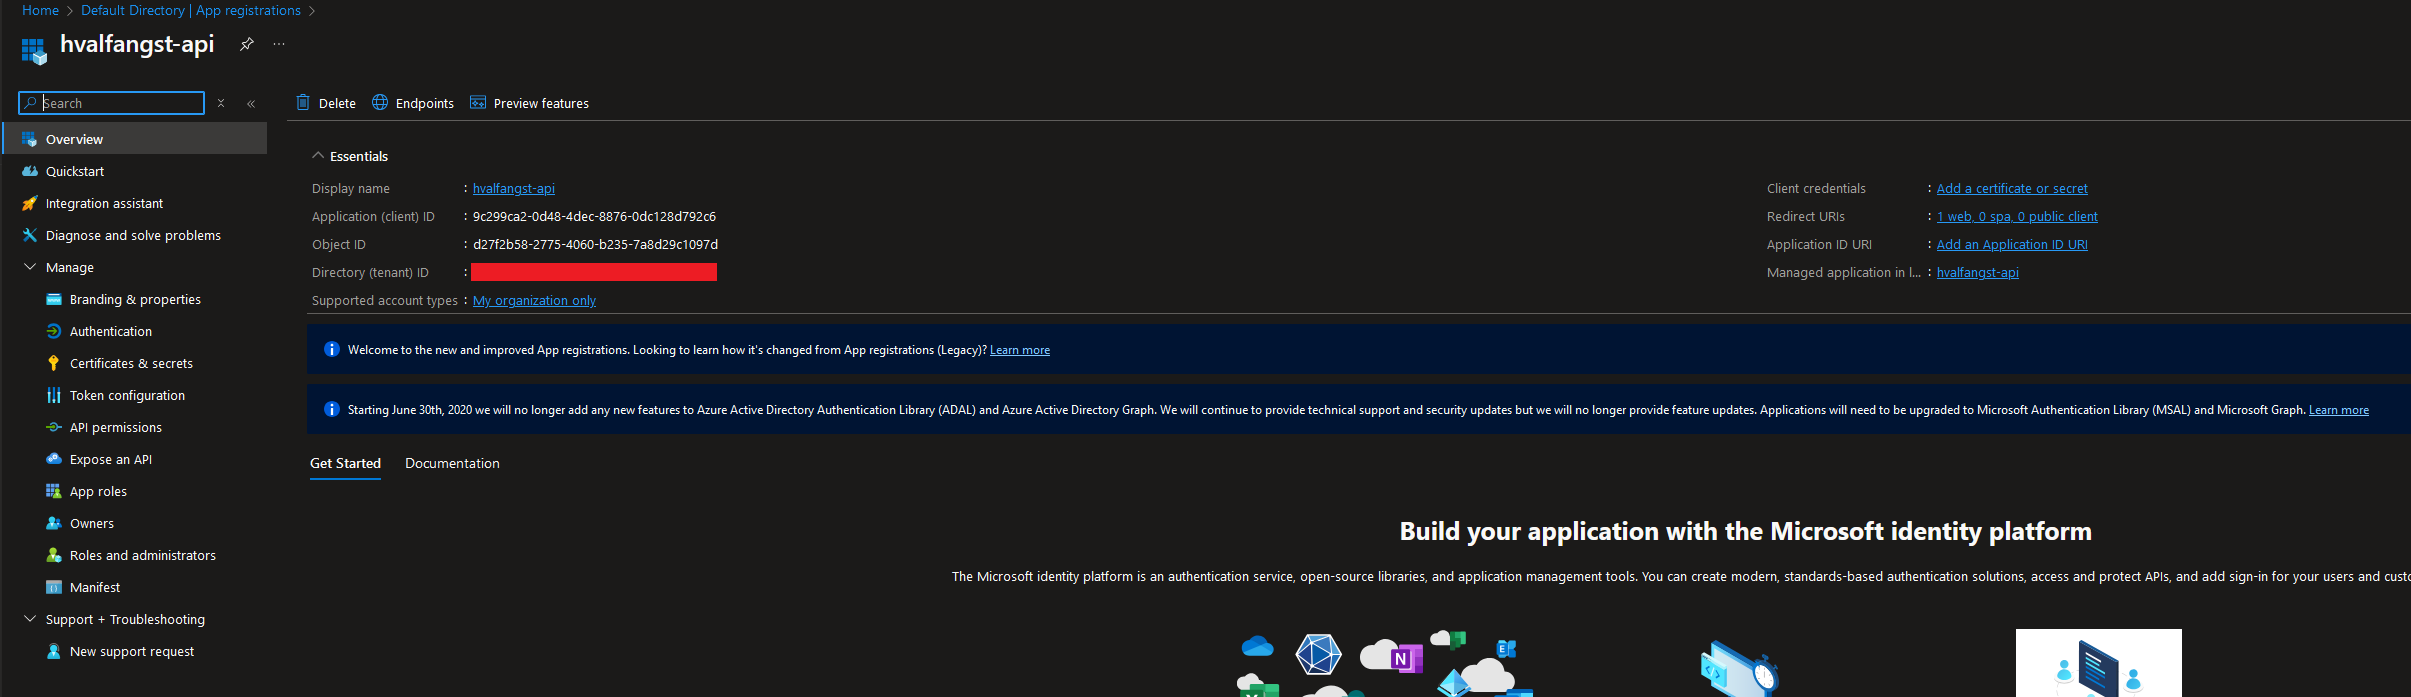 Home > Default Directory | App registrations >
hvalfangst-api ...
Search
Delete Endpoints Preview features
Overview
Quickstart
Integration assistant
Diagnose and solve problems
Manage
Branding & properties
Authentication
Certificates & secrets
Token configuration
API permissions
Expose an API
App roles
Owners
Roles and administrators
Manifest
Support + Troubleshooting
New support request
Essentials
Display name : hvalfangst-api
Application (client) ID : 9c299ca2-0d48-4dec-8876-0dc128d792c6
Object ID : d27f2b58-2775-4060-b235-7a8d29c1097d
Directory (tenant) ID :
Supported account types : My organization only
Client credentials : Add a certificate or secret
Redirect URIs : 1 web, 0 spa, 0 public client
Application ID URI : Add an Application ID URI
Managed application in l... : hvalfangst-api
Welcome to the new and improved App registrations. Looking to learn how it's changed from App registrations (Legacy)? Learn more
Starting June 30th, 2020 we will no longer add any new features to Azure Active Directory Authentication Library (ADAL) and Azure Active Directory Graph. We will continue to provide technical support and security updates but we will no longer provide feature updates. Applications will need to be upgraded to Microsoft Authentication Library (MSAL) and Microsoft Graph. Learn more
Get Started Documentation
Build your application with the Microsoft identity platform
The Microsoft identity platform is an authentication service, open-source libraries, and application management tools. You can create modern, standards-based authentication solutions, access and protect APIs, and add sign-in for your users and custo
N
E